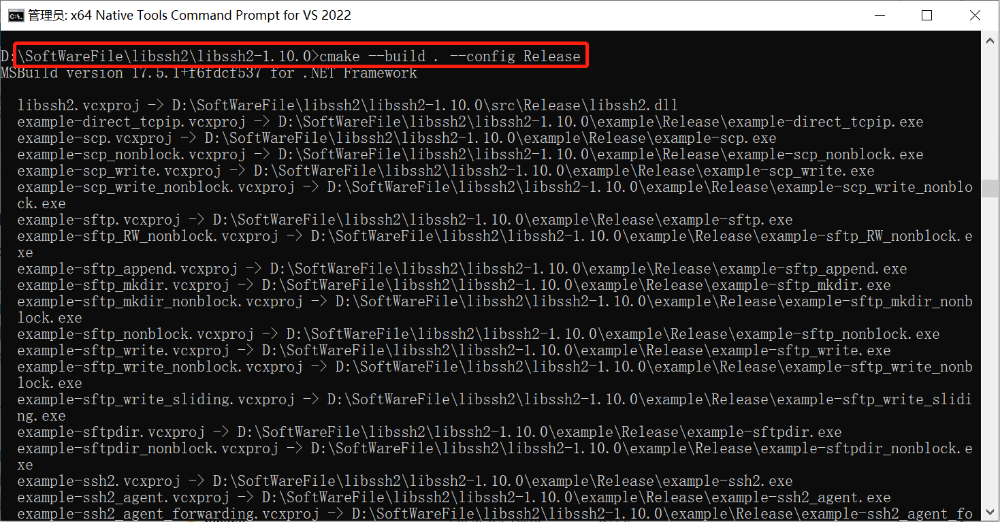 管理员: x64 Native Tools Command Prompt for VS 2022
D:\SoftWareFile\libssh2\libssh2-1.10.0>cmake --build . --config Release
MSBuild version 17.5.1+f6fdcf537 for .NET Framework
libssh2.vcxproj -> D:\SoftWareFile\libssh2\libssh2-1.10.0\src\Release\libssh2.dll
example-direct_tcpip.vcxproj -> D:\SoftWareFile\libssh2\libssh2-1.10.0\example\Release\example-direct_tcpip.exe
example-scp.vcxproj -> D:\SoftWareFile\libssh2\libssh2-1.10.0\example\Release\example-scp.exe
example-scp_nonblock.vcxproj -> D:\SoftWareFile\libssh2\libssh2-1.10.0\example\Release\example-scp_nonblock.exe
example-scp_write.vcxproj -> D:\SoftWareFile\libssh2\libssh2-1.10.0\example\Release\example-scp_write.exe
example-scp_write_nonblock.vcxproj -> D:\SoftWareFile\libssh2\libssh2-1.10.0\example\Release\example-scp_write_nonblo
ck.exe
example-sftp.vcxproj -> D:\SoftWareFile\libssh2\libssh2-1.10.0\example\Release\example-sftp.exe
example-sftp_RW_nonblock.vcxproj -> D:\SoftWareFile\libssh2\libssh2-1.10.0\example\Release\example-sftp_RW_nonblock.e
xe
example-sftp_append.vcxproj -> D:\SoftWareFile\libssh2\libssh2-1.10.0\example\Release\example-sftp_append.exe
example-sftp_mkdir.vcxproj -> D:\SoftWareFile\libssh2\libssh2-1.10.0\example\Release\example-sftp_mkdir.exe
example-sftp_mkdir_nonblock.vcxproj -> D:\SoftWareFile\libssh2\libssh2-1.10.0\example\Release\example-sftp_mkdir_nonb
lock.exe
example-sftp_nonblock.vcxproj -> D:\SoftWareFile\libssh2\libssh2-1.10.0\example\Release\example-sftp_nonblock.exe
example-sftp_write.vcxproj -> D:\SoftWareFile\libssh2\libssh2-1.10.0\example\Release\example-sftp_write.exe
example-sftp_write_nonblock.vcxproj -> D:\SoftWareFile\libssh2\libssh2-1.10.0\example\Release\example-sftp_write_nonb
lock.exe
example-sftp_write_sliding.vcxproj -> D:\SoftWareFile\libssh2\libssh2-1.10.0\example\Release\example-sftp_write_slidi
ng.exe
example-sftpdir.vcxproj -> D:\SoftWareFile\libssh2\libssh2-1.10.0\example\Release\example-sftpdir.exe
example-sftpdir_nonblock.vcxproj -> D:\SoftWareFile\libssh2\libssh2-1.10.0\example\Release\example-sftpdir_nonblock.e
xe
example-ssh2.vcxproj -> D:\SoftWareFile\libssh2\libssh2-1.10.0\example\Release\example-ssh2.exe
example-ssh2_agent.vcxproj -> D:\SoftWareFile\libssh2\libssh2-1.10.0\example\Release\example-ssh2_agent.exe
example-ssh2_agent_forwarding.vcxproj -> D:\SoftWareFile\libssh2\libssh2-1.10.0\example\Release\example-ssh2_agent_fo